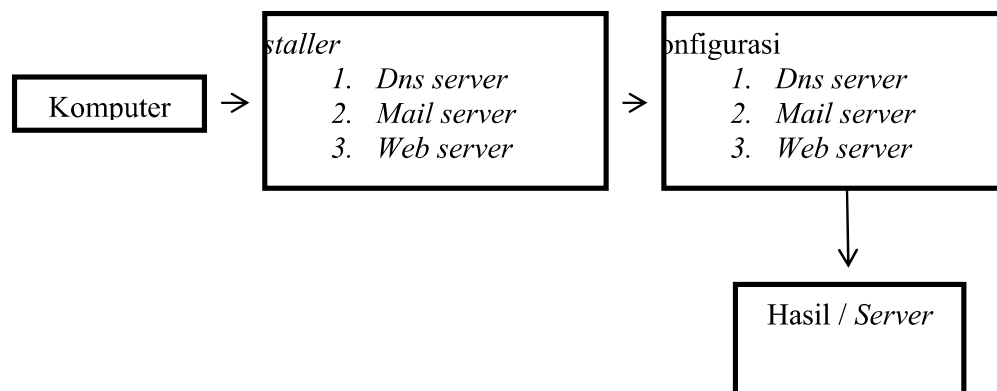 Komputer
staller
1. Dns server
2. Mail server
3. Web server
onfigurasi
1. Dns server
2. Mail server
3. Web server
Hasil / Server